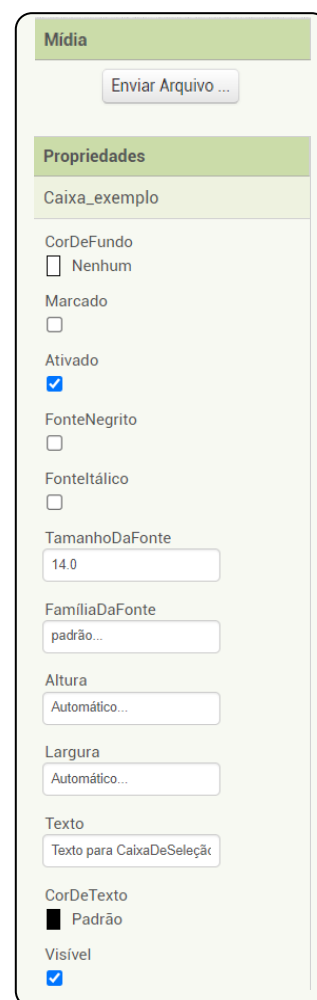 Mídia
Enviar Arquivo ...
Propriedades
Caixa_exemplo
CorDeFundo
Nenhum
Marcado
Ativado
FonteNegrito
FonteItálico
TamanhoDaFonte
14.0
FamíliaDaFonte
padrão...
Altura
Automático...
Largura
Automático...
Texto
Texto para CaixaDeSeleçã
CorDeTexto
Padrão
Visível